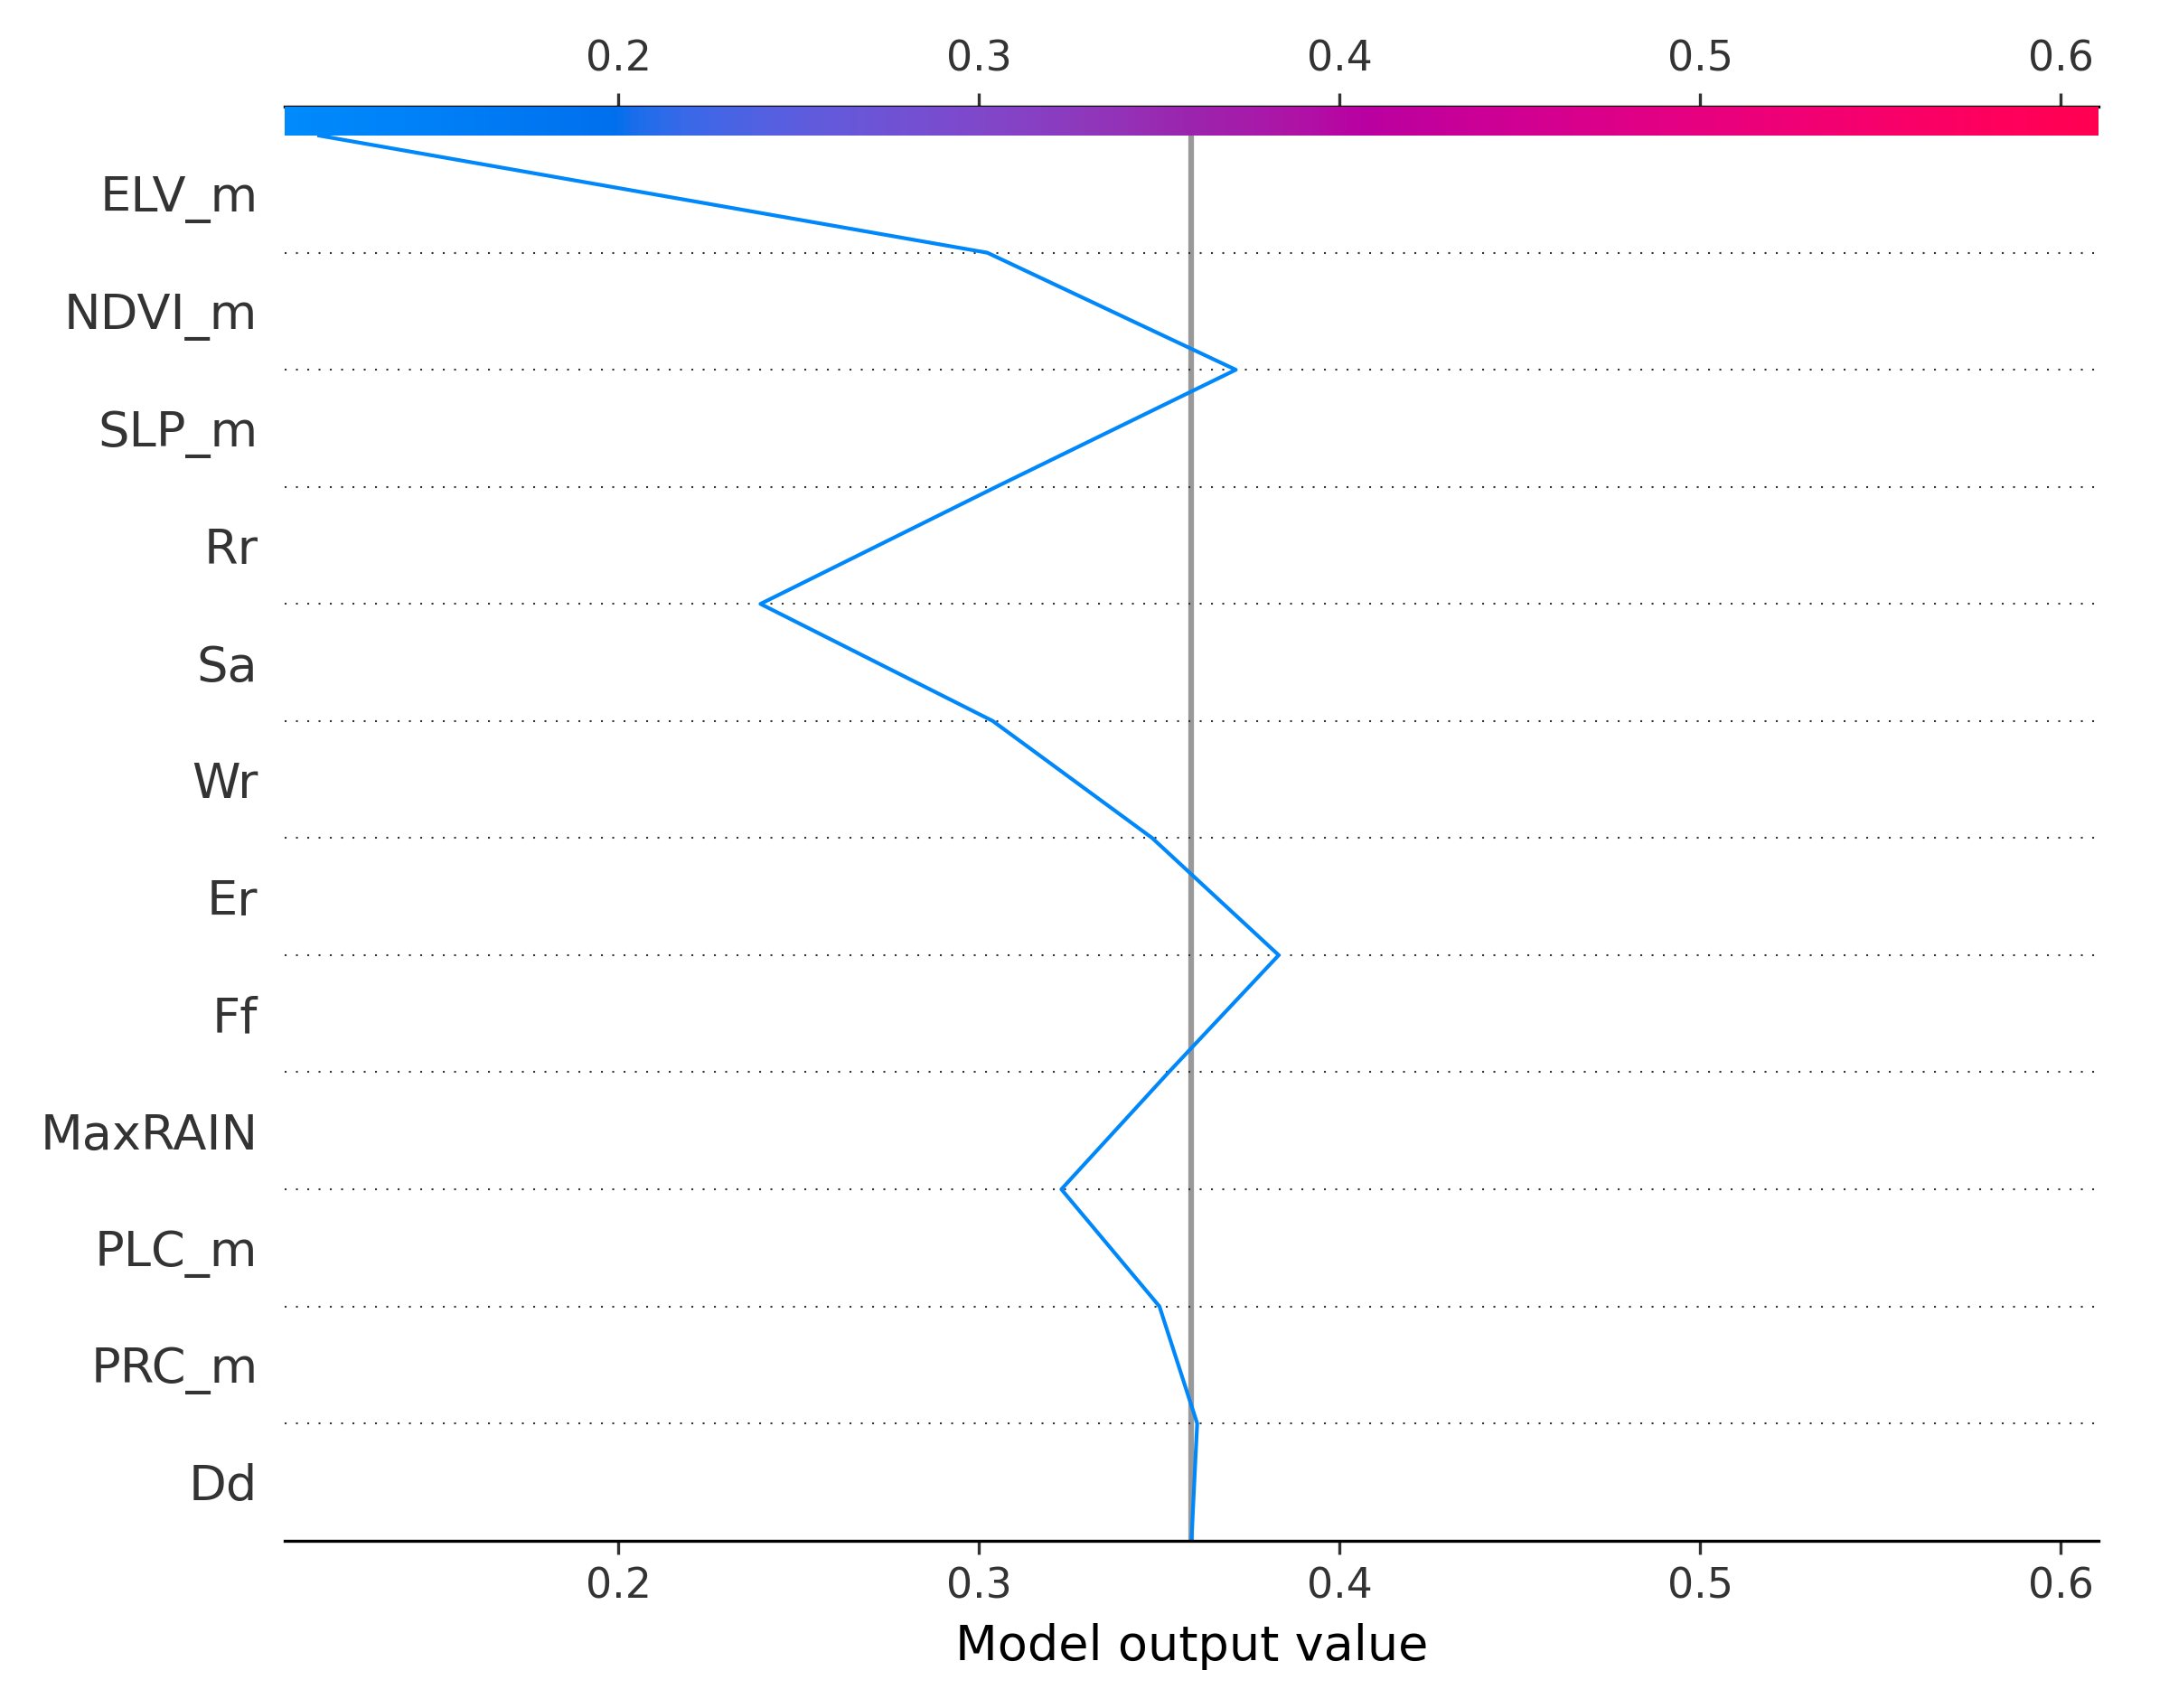 0.2 0.3 0.4 0.5 0.6
ELV_m
NDVI_m
SLP_m
Rr
Sa
Wr
Er
Ff
MaxRAIN
PLC_m
PRC_m
Dd
0.2 0.3 0.4 0.5 0.6
Model output value